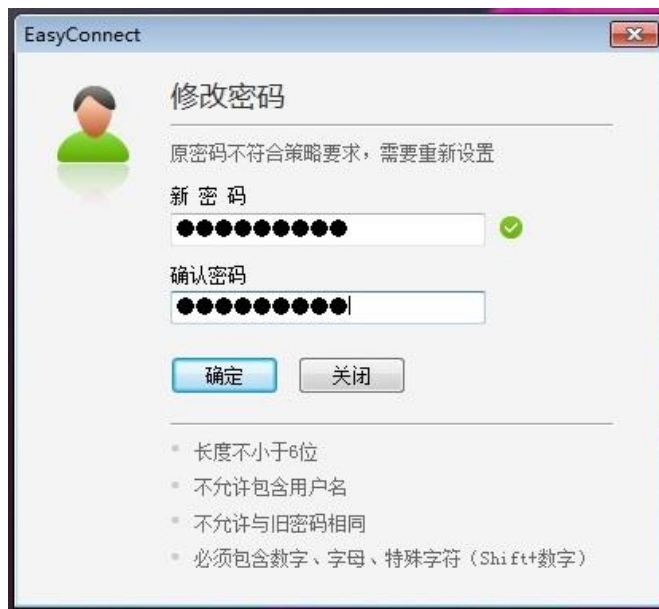 EasyConnect
修改密码
原密码不符合策略要求，需要重新设置
新 密 码
●●●●●●●●●
确认密码
●●●●●●●●●
确定 关闭
长度不小于6位
不允许包含用户名
不允许与旧密码相同
必须包含数字、字母、特殊字符（Shift+数字）